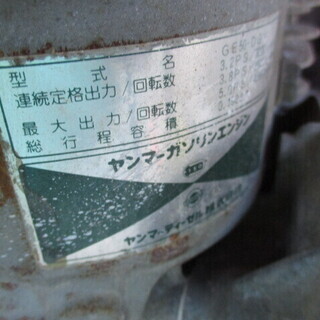 型式名
連続定格出力/回転数
最大出力/回転数
総行程容積
ヤンマーガソリンエンジン
ヤンマーディーゼル株式会社